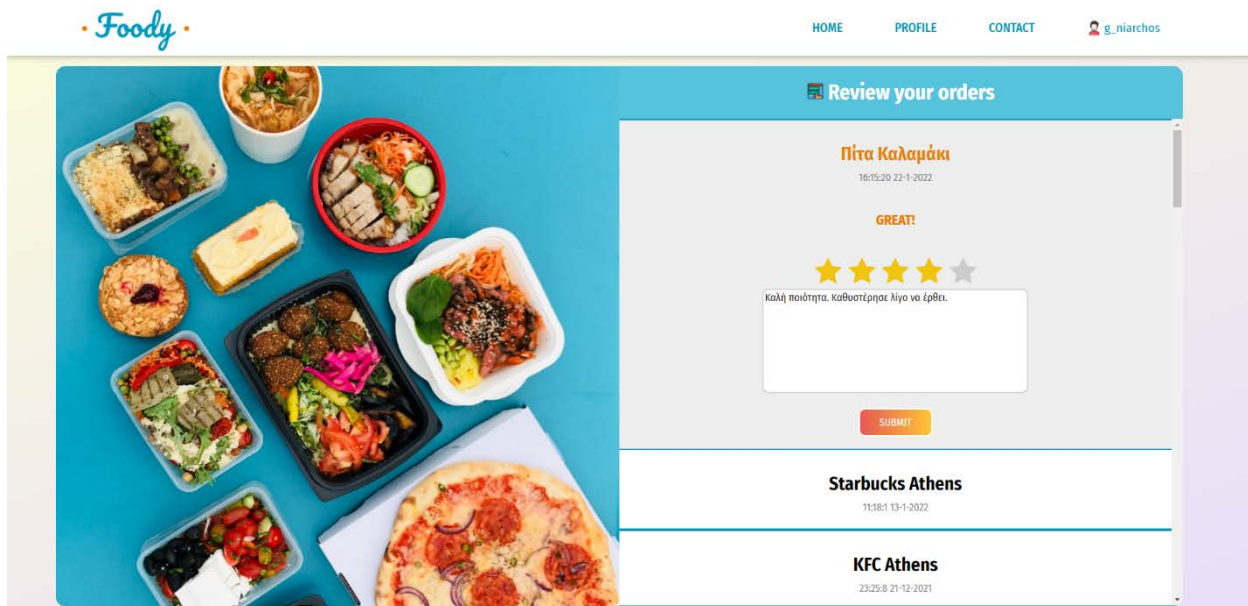 · Foody ·
HOME PROFILE CONTACT g_niarchos
Review your orders
Πίτα Καλαμάκι
16:15:20 22-1-2022
GREAT!
Καλή ποιότητα. Καθυστέρησε λίγο να έρθει.
SUBMIT
Starbucks Athens
11:18:1 13-1-2022
KFC Athens
23:25:8 21-12-2021